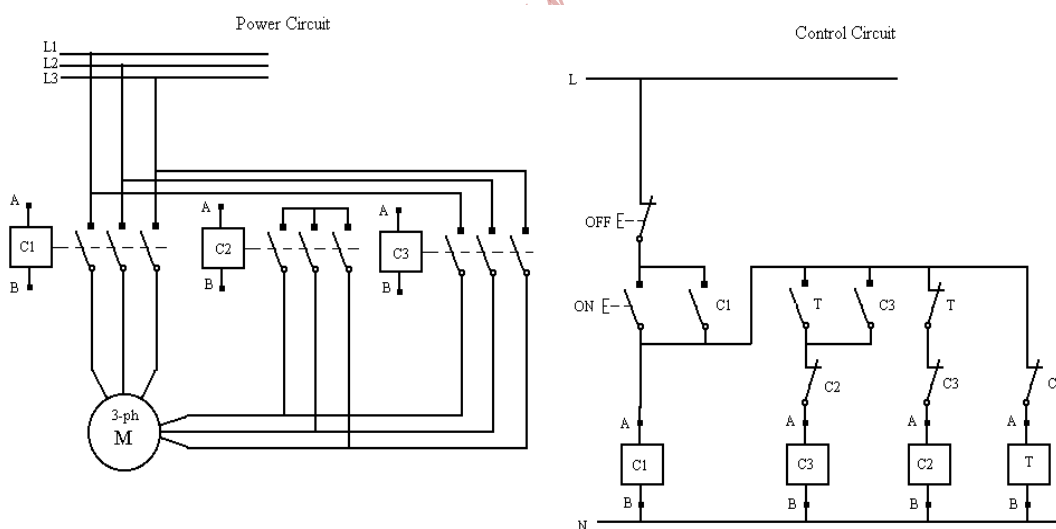 Power Circuit
L1
L2
L3
A
C1
B
A
C2
B
A
C3
B
3-ph
M
Control Circuit
L
OFF
ON
C1
T
C3
T
C2
C3
C
A
A
A
A
C1
C3
C2
T
B
B
B
B
N